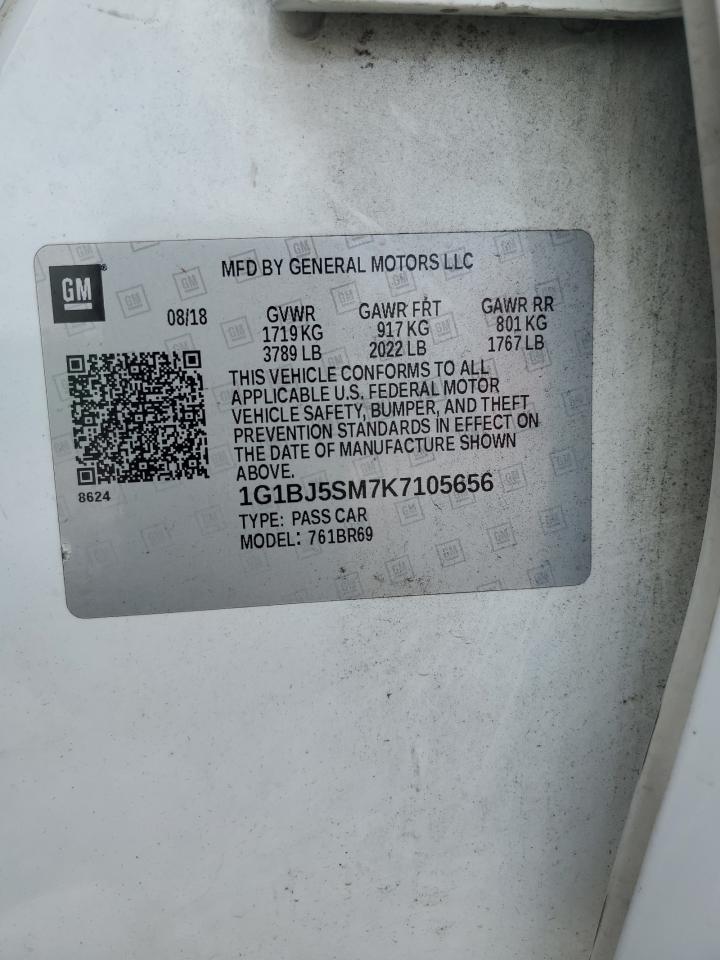 GM
MFD BY GENERAL MOTORS LLC
08/18
GVWR GAWR FRT GAWR RR
1719 KG 917 KG 801 KG
3789 LB 2022 LB 1767 LB
THIS VEHICLE CONFORMS TO ALL
APPLICABLE U.S. FEDERAL MOTOR
VEHICLE SAFETY, BUMPER, AND THEFT
PREVENTION STANDARDS IN EFFECT ON
THE DATE OF MANUFACTURE SHOWN
ABOVE.
8624
1G1BJ5SM7K7105656
TYPE: PASS CAR
MODEL: 761BR69